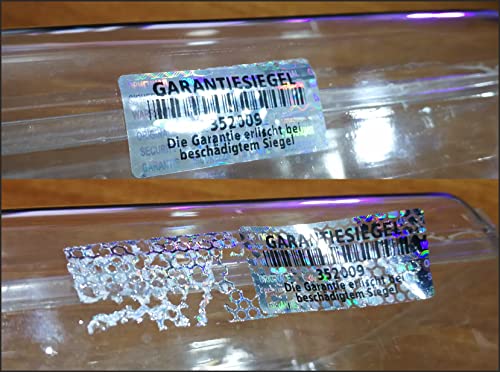 GARANTIESIEGEL
352009
Die Garantie erlischt bei
beschädigtem Siegel
GARANTIESIEGEL
352009
Die Garantie erlischt bei
beschädigtem Siegel